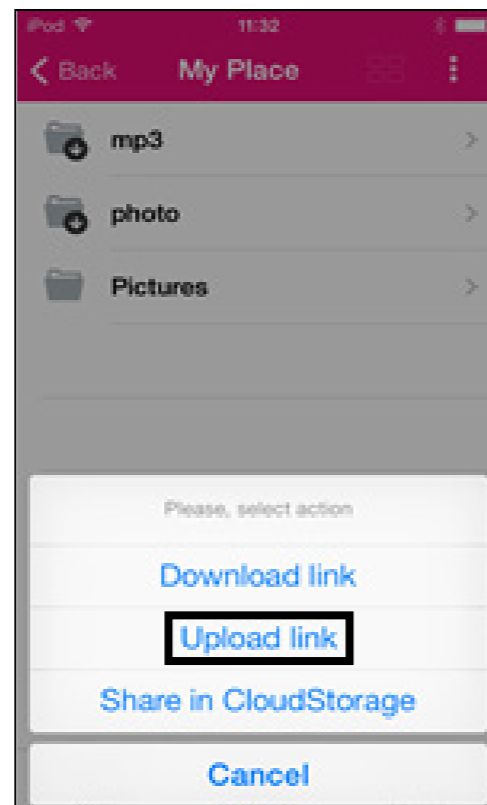 iPod 11:32
Back My Place
mp3
photo
Pictures
Please, select action
Download link
Upload link
Share in CloudStorage
Cancel